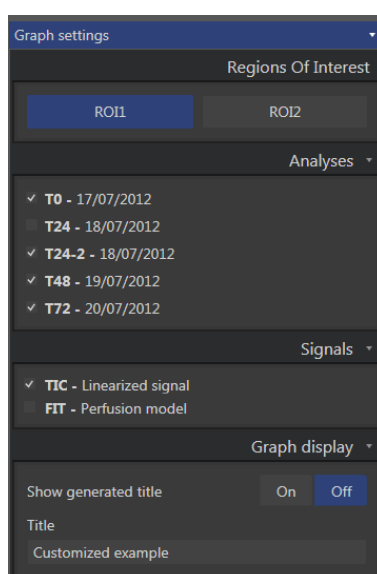 Graph settings
Regions Of Interest
ROI1 ROI2
Analyses
T0 - 17/07/2012
T24 - 18/07/2012
T24-2 - 18/07/2012
T48 - 19/07/2012
T72 - 20/07/2012
Signals
TIC - Linearized signal
FIT - Perfusion model
Graph display
Show generated title On Off
Title
Customized example